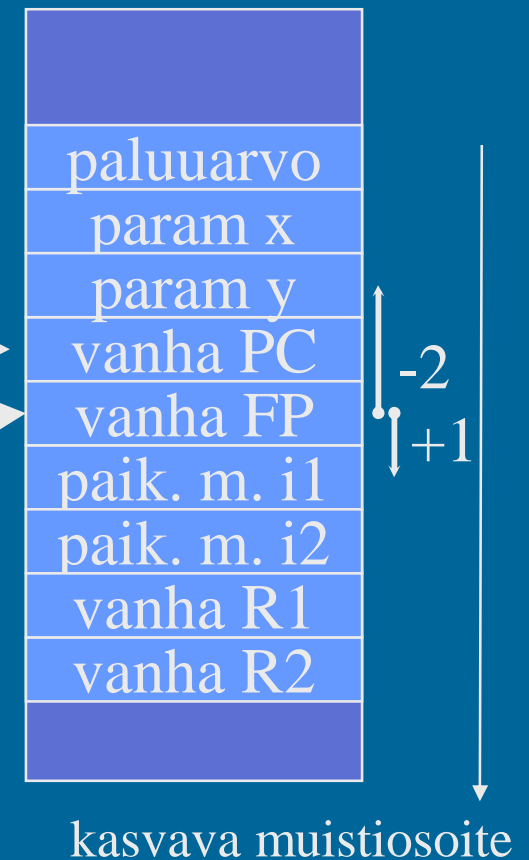 paluuarvo
param x
param y
vanha PC
-2
vanha FP
+1
paik. m. i1
paik. m. i2
vanha R1
vanha R2
kasvava muistiosoite